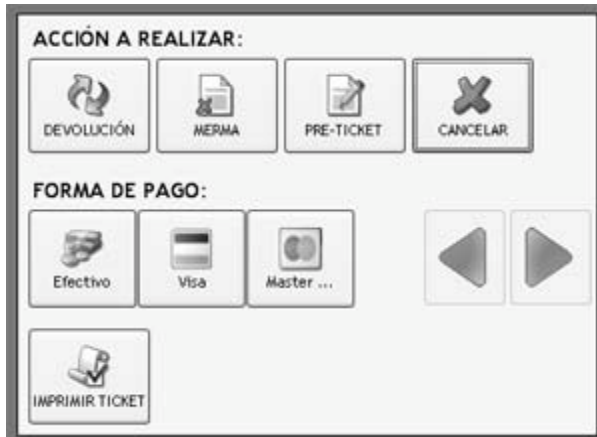 ACCIÓN A REALIZAR:
DEVOLUCIÓN MERMA PRE-TICKET CANCELAR
FORMA DE PAGO:
Efectivo Visa Master ...
IMPRIMIR TICKET